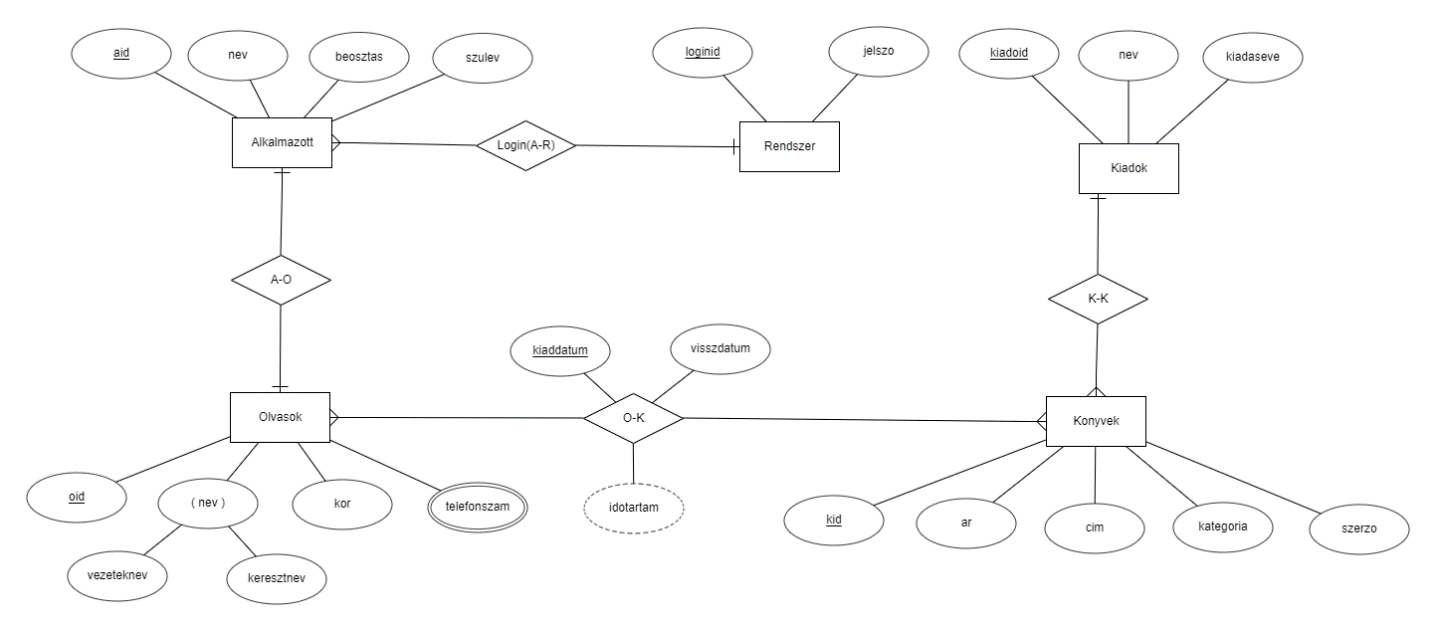 aid
nev
beosztas
szulev
loginid
jelszo
kiadoid
nev
kiadaseve
Alkalmazott
Login(A-R)
Rendszer
Kiadok
A-O
K-K
kiaddatum
visszdatum
Olvasok
O-K
Konyvek
oid
( nev )
kor
telefonszam
idotartam
kid
ar
cim
kategoria
szerzo
vezeteknev
keresztnev